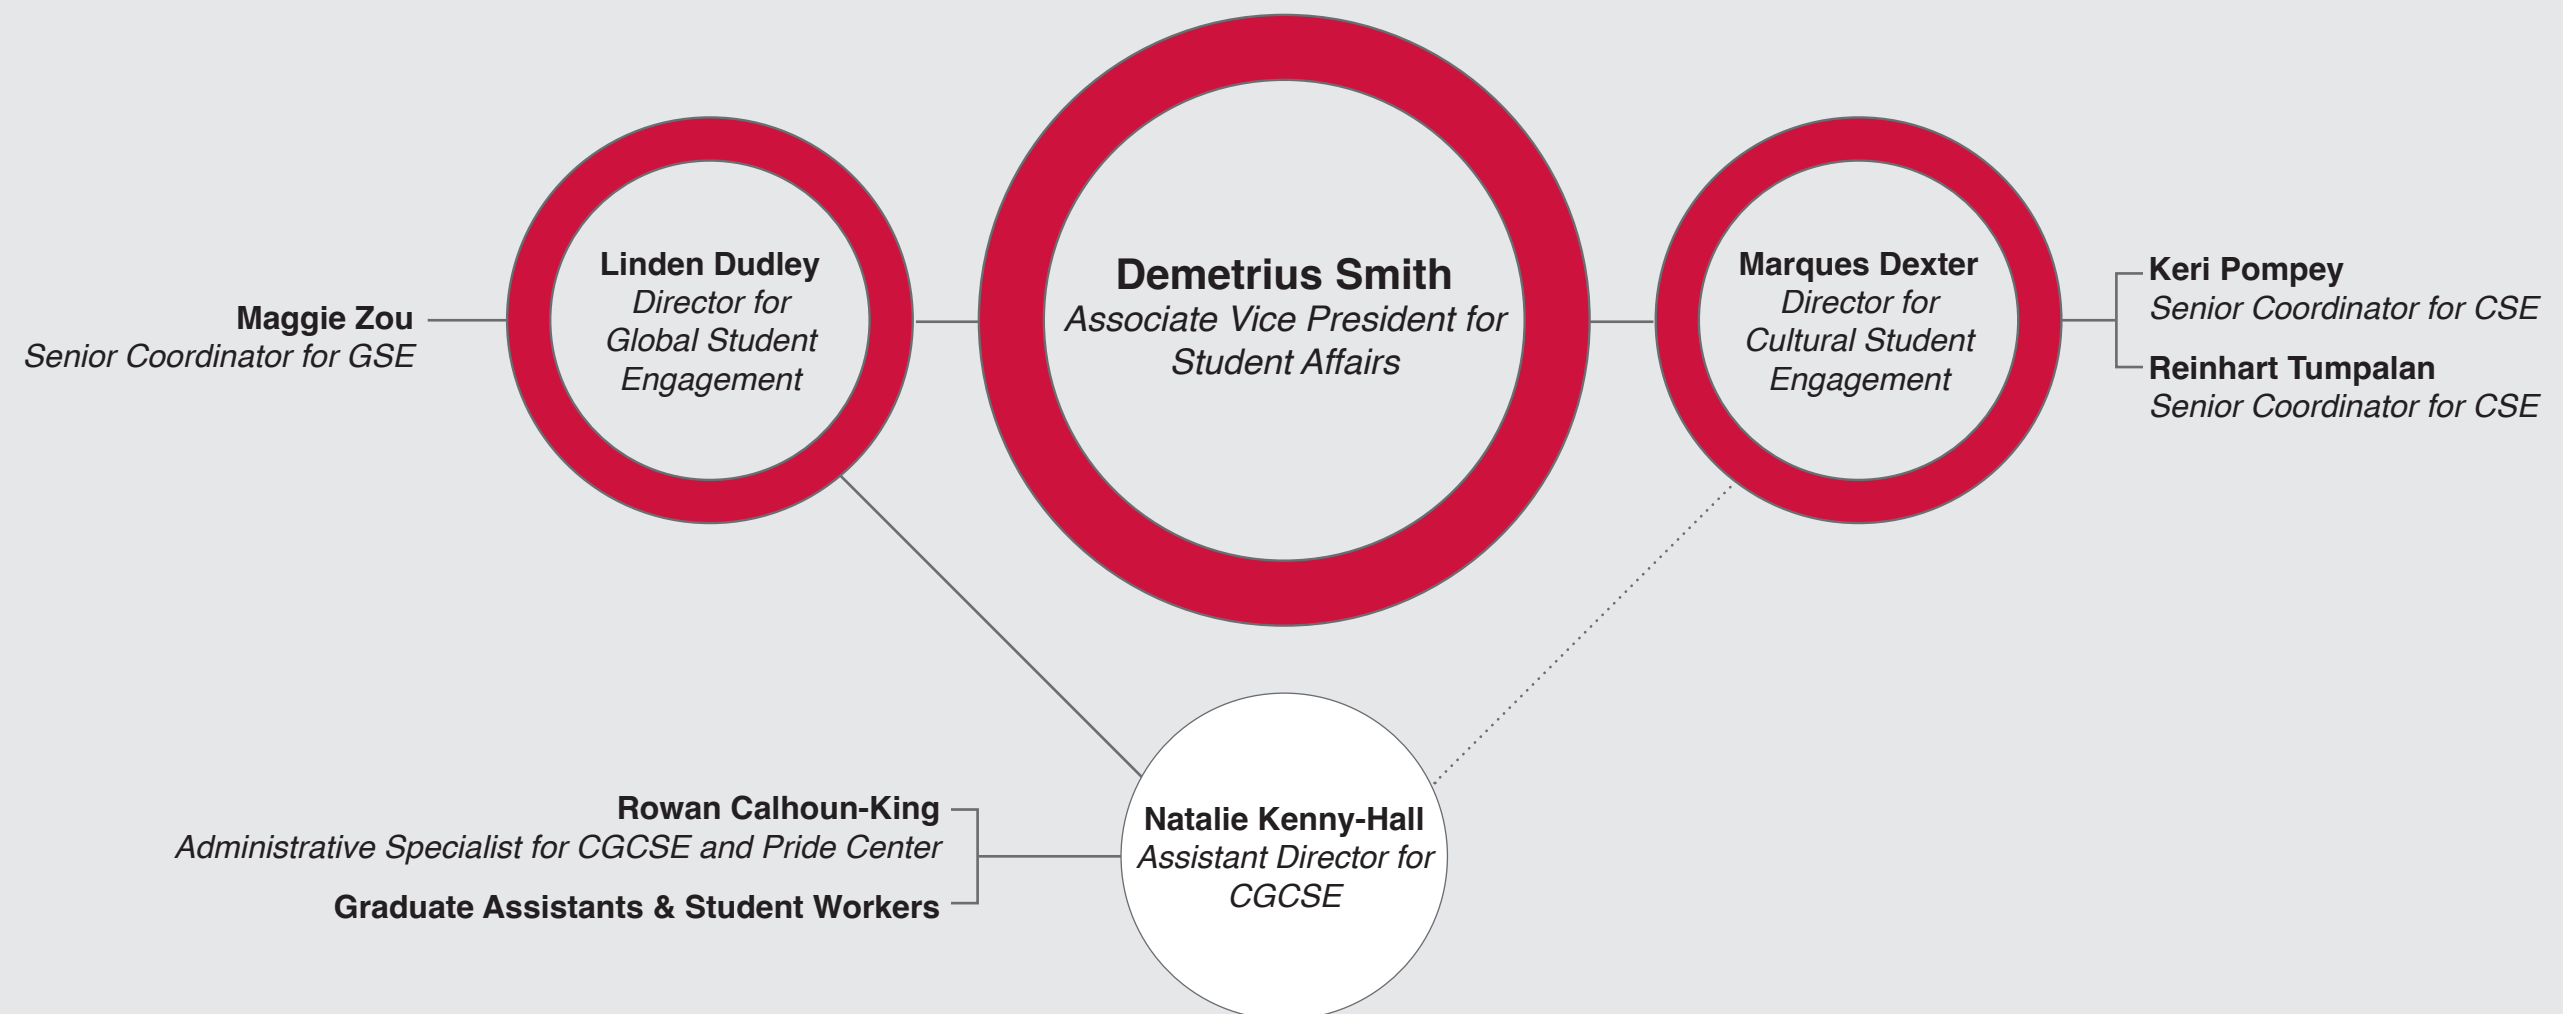 Demetrius Smith
Associate Vice President for
Student Affairs
Linden Dudley
Director for
Global Student
Engagement
Maggie Zou
Senior Coordinator for GSE
Marques Dexter
Director for
Cultural Student
Engagement
Keri Pompey
Senior Coordinator for CSE
Reinhart Tumpalan
Senior Coordinator for CSE
Natalie Kenny-Hall
Assistant Director for
CGCSE
Rowan Calhoun-King
Administrative Specialist for CGCSE and Pride Center
Graduate Assistants & Student Workers